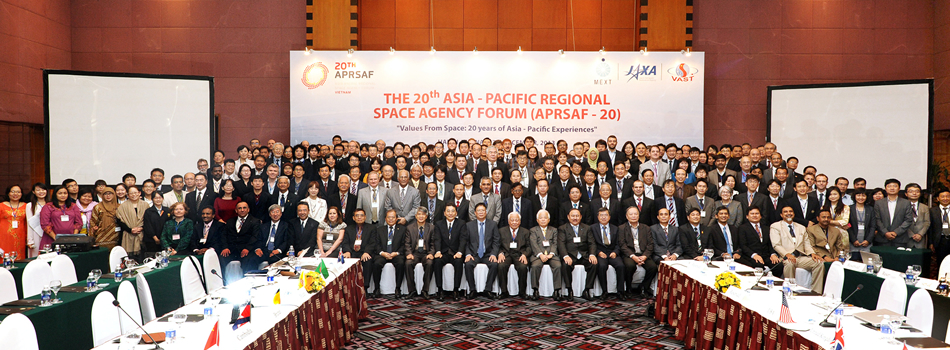 20TH
APRSAF
VIETNAM
MEXT
JAXA
VAST
THE 20th ASIA - PACIFIC REGIONAL
SPACE AGENCY FORUM (APRSAF - 20)
"Values From Space: 20 years of Asia - Pacific Experiences"